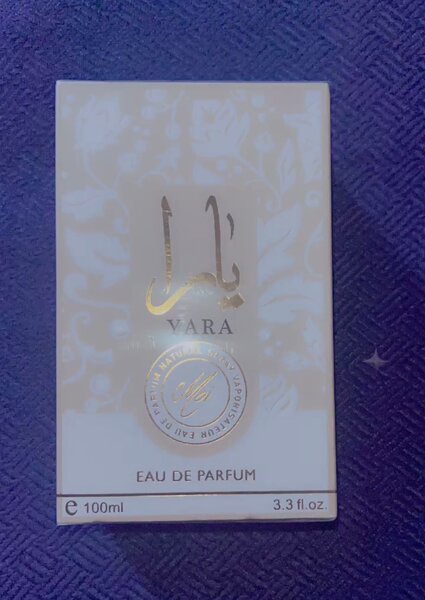 يارا
YARA
NATURAL SPRAY VAPORISATEUR EAU DE PARFUM
EAU DE PARFUM
e 100ml
3.3 fl.oz.